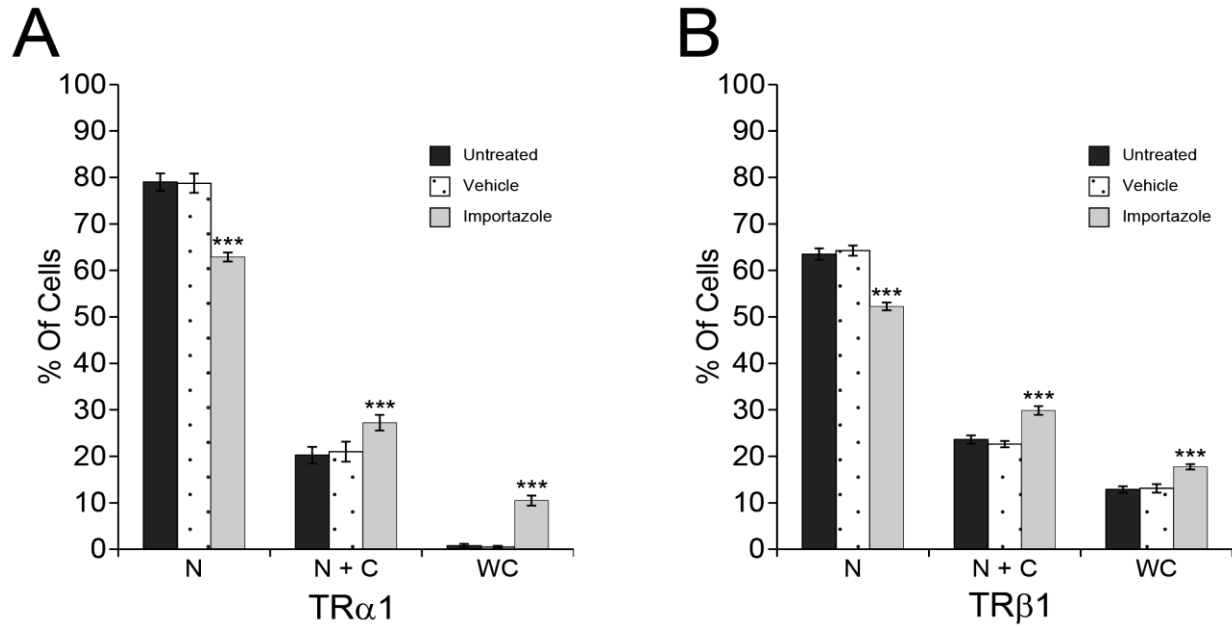 A
100
90
80
70
60
50
40
30
20
10
0
% Of Cells
Untreated
Vehicle
Importazole
***
***
***
N
N + C
WC
TRα1
B
100
90
80
70
60
50
40
30
20
10
0
% Of Cells
Untreated
Vehicle
Importazole
***
***
***
N
N + C
WC
TRβ1